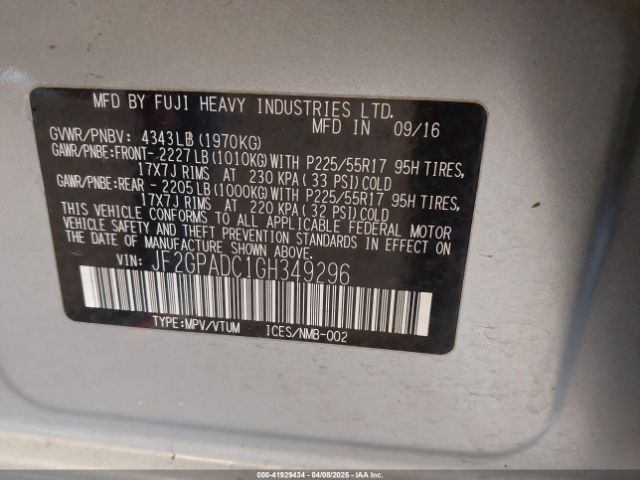 MFD BY FUJI HEAVY INDUSTRIES LTD.
MFD IN 09/16
GVWR/PNBV: 4343LB (1970KG)
GAWR/PNBE:FRONT- 2227LB (1010KG) WITH P225/55R17 95H TIRES,
17X7J RIMS AT 230 KPA (33 PSI) COLD
GAWR/PNBE:REAR - 2205LB (1000KG) WITH P225/55R17 95H TIRES,
17X7J RIMS AT 220 KPA (32 PSI) COLD
THIS VEHICLE CONFORMS TO ALL APPLICABLE FEDERAL MOTOR
VEHICLE SAFETY AND THEFT PREVENTION STANDARDS IN EFFECT
ON THE DATE OF MANUFACTURE SHOWN ABOVE.
VIN: JF2GPADC1GH349296
TYPE:MPV/VTUM ICES/NMB-002
000-41929434 - 04/08/2025 - IAA Inc.